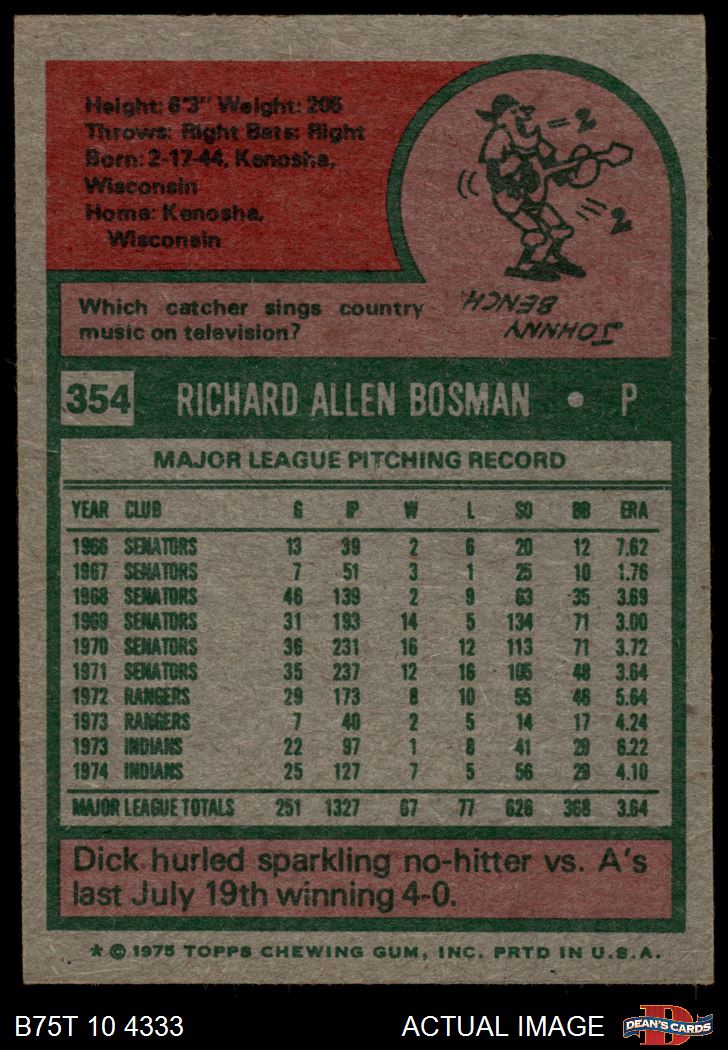 Height: 6'3" Weight: 205
Throws: Right Bats: Right
Born: 2-17-44, Kenosha,
Wisconsin
Home: Kenosha,
Wisconsin
2
2
Which catcher sings country
music on television?
JOHNNY
BENCH
354 RICHARD ALLEN BOSMAN • P
MAJOR LEAGUE PITCHING RECORD
YEAR CLUB G IP W L SO BB ERA
1966 SENATORS 13 39 2 6 20 12 7.62
1967 SENATORS 7 51 3 1 25 10 1.76
1968 SENATORS 46 139 2 9 63 35 3.69
1969 SENATORS 31 193 14 5 134 71 3.00
1970 SENATORS 36 231 16 12 113 71 3.72
1971 SENATORS 35 237 12 16 105 48 3.64
1972 RANGERS 29 173 8 10 55 46 5.64
1973 RANGERS 7 40 2 5 14 17 4.24
1973 INDIANS 22 97 1 8 41 29 6.22
1974 INDIANS 25 127 7 5 56 29 4.10
MAJOR LEAGUE TOTALS 251 1327 67 77 626 368 3.64
Dick hurled sparkling no-hitter vs. A's
last July 19th winning 4-0.
* © 1975 TOPPS CHEWING GUM, INC. PRTD IN U.S.A.
B75T 10 4333 ACTUAL IMAGE D DEAN'S CARDS